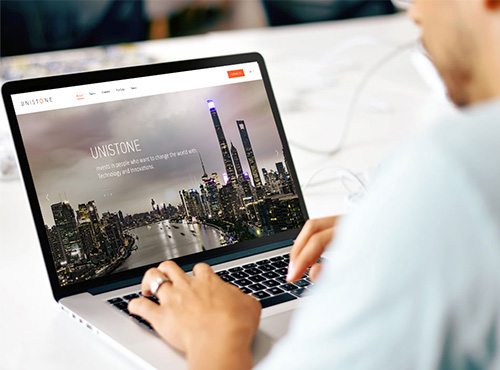 UNISTONE
UNISTONE
invests in people who want to change the world with
Technology and Innovations.